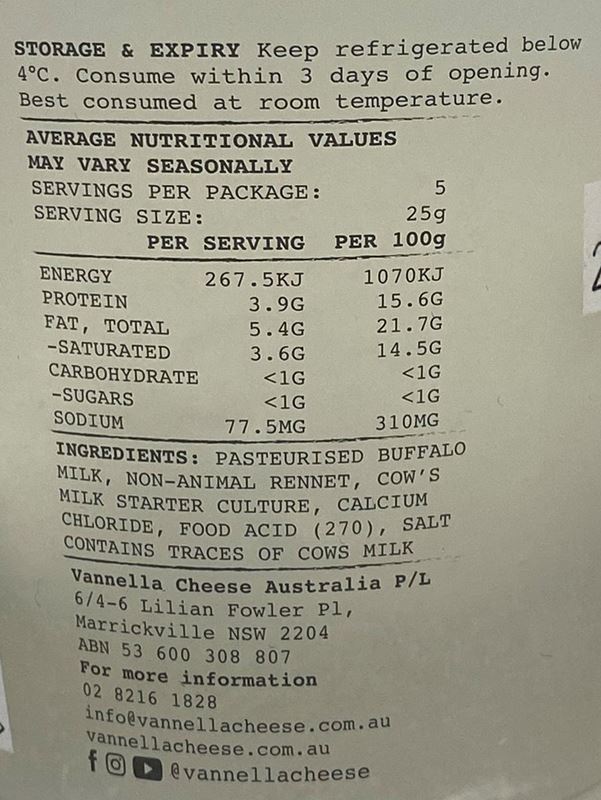 STORAGE & EXPIRY Keep refrigerated below
4°C. Consume within 3 days of opening.
Best consumed at room temperature.
AVERAGE NUTRITIONAL VALUES
MAY VARY SEASONALLY
SERVINGS PER PACKAGE: 5
SERVING SIZE: 25g
PER SERVING PER 100g
ENERGY 267.5KJ 1070KJ
PROTEIN 3.9G 15.6G
FAT, TOTAL 5.4G 21.7G
-SATURATED 3.6G 14.5G
CARBOHYDRATE <1G <1G
-SUGARS <1G <1G
SODIUM 77.5MG 310MG
INGREDIENTS: PASTEURISED BUFFALO
MILK, NON-ANIMAL RENNET, COW'S
MILK STARTER CULTURE, CALCIUM
CHLORIDE, FOOD ACID (270), SALT
CONTAINS TRACES OF COWS MILK
Vannella Cheese Australia P/L
6/4-6 Lilian Fowler Pl,
Marrickville NSW 2204
ABN 53 600 308 807
For more information
02 8216 1828
info@vannellacheese.com.au
vannellacheese.com.au
@vannellacheese